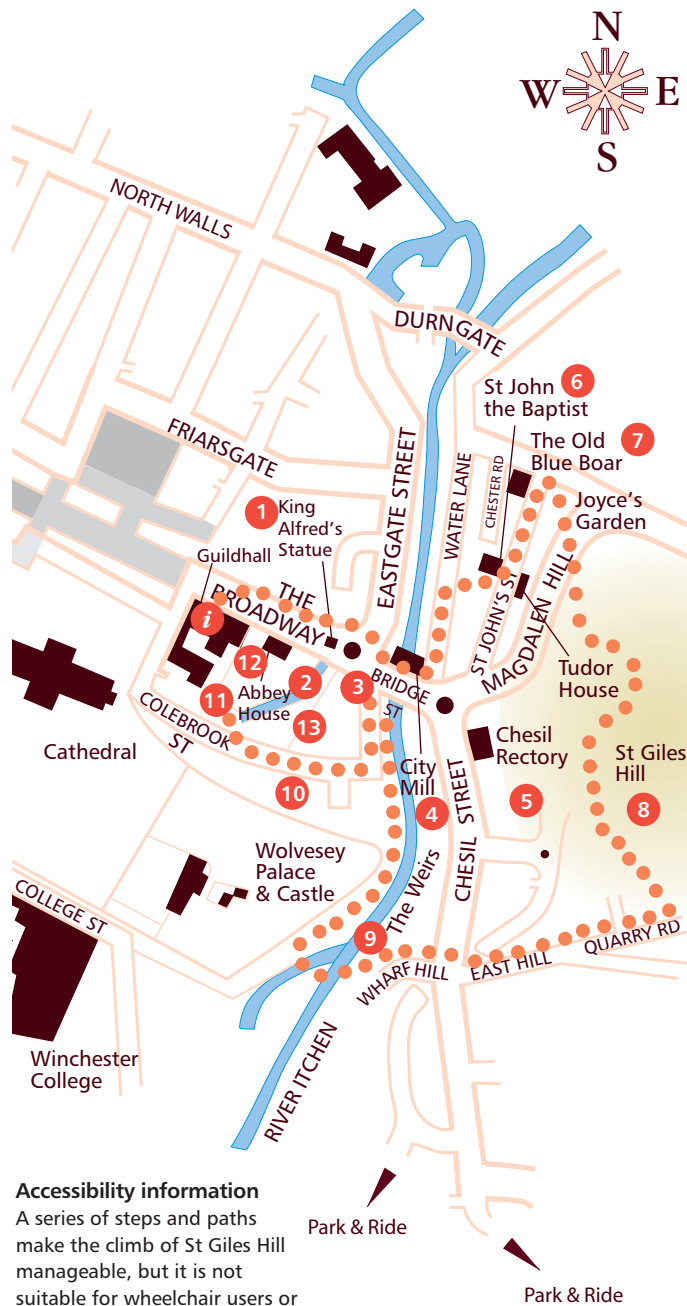 N
W E
S
NORTH WALLS
DURNGATE
St John
the Baptist
6
The Old
Blue Boar
7
FRIARSGATE
EASTGATE STREET
WATER LANE
CHESTER RD
Joyce's
Garden
1 King
Alfred's
Statue
Guildhall
THE
BROADWAY
i
ST JOHN'S ST
MAGDALEN HILL
Tudor
House
12
Abbey
House
2
3
BRIDGE
ST
11
13
COLEBROOK
ST
Cathedral
Chesil
Rectory
St Giles
Hill
8
10
City
Mill
4
5
CHESIL STREET
Wolvesey
Palace
& Castle
The Weirs
COLLEGE ST
9
WHARF HILL
EAST HILL
QUARRY RD
Winchester
College
RIVER ITCHEN
Accessibility information
A series of steps and paths
make the climb of St Giles Hill
manageable, but it is not
suitable for wheelchair users or
Park & Ride
Park & Ride